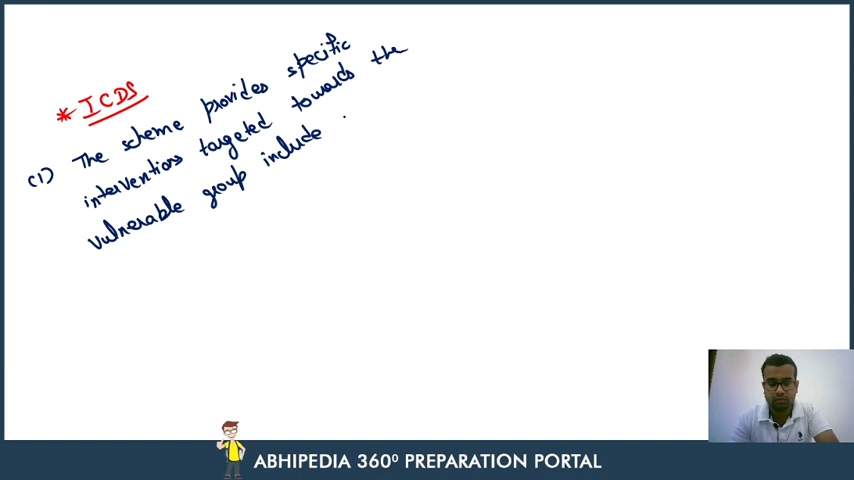 * ICDS
(1) The scheme provides specific
interventions targeted towards the
vulnerable group include
ABHIPEDIA 360° PREPARATION PORTAL